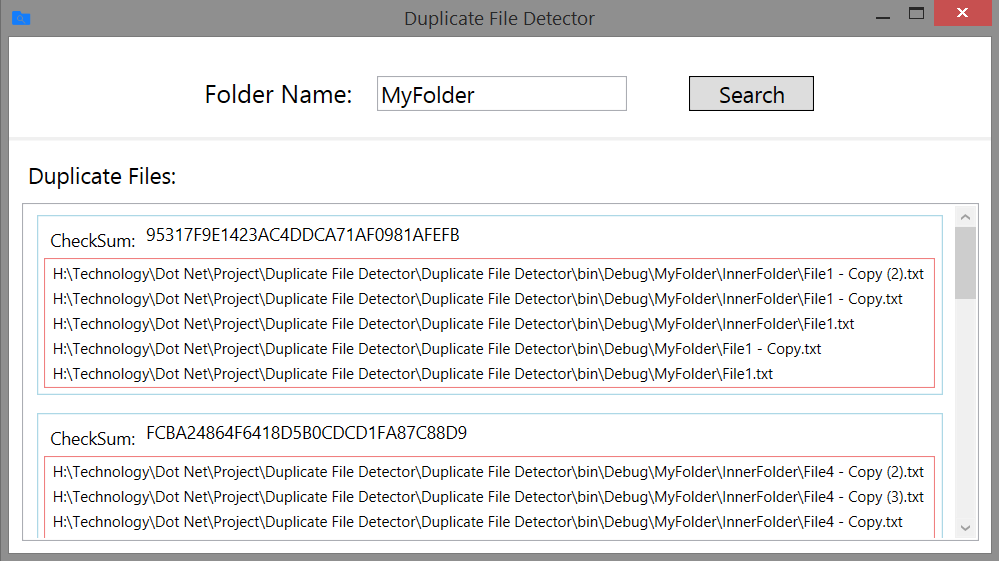 Duplicate File Detector
Folder Name: MyFolder Search
Duplicate Files:
CheckSum: 95317F9E1423AC4DDCA71AF0981AFEFB
H:\Technology\Dot Net\Project\Duplicate File Detector\Duplicate File Detector\bin\Debug\MyFolder\InnerFolder\File1 - Copy (2).txt
H:\Technology\Dot Net\Project\Duplicate File Detector\Duplicate File Detector\bin\Debug\MyFolder\InnerFolder\File1 - Copy.txt
H:\Technology\Dot Net\Project\Duplicate File Detector\Duplicate File Detector\bin\Debug\MyFolder\InnerFolder\File1.txt
H:\Technology\Dot Net\Project\Duplicate File Detector\Duplicate File Detector\bin\Debug\MyFolder\File1 - Copy.txt
H:\Technology\Dot Net\Project\Duplicate File Detector\Duplicate File Detector\bin\Debug\MyFolder\File1.txt
CheckSum: FCBA24864F6418D5B0CDCD1FA87C88D9
H:\Technology\Dot Net\Project\Duplicate File Detector\Duplicate File Detector\bin\Debug\MyFolder\InnerFolder\File4 - Copy (2).txt
H:\Technology\Dot Net\Project\Duplicate File Detector\Duplicate File Detector\bin\Debug\MyFolder\InnerFolder\File4 - Copy (3).txt
H:\Technology\Dot Net\Project\Duplicate File Detector\Duplicate File Detector\bin\Debug\MyFolder\InnerFolder\File4 - Copy.txt